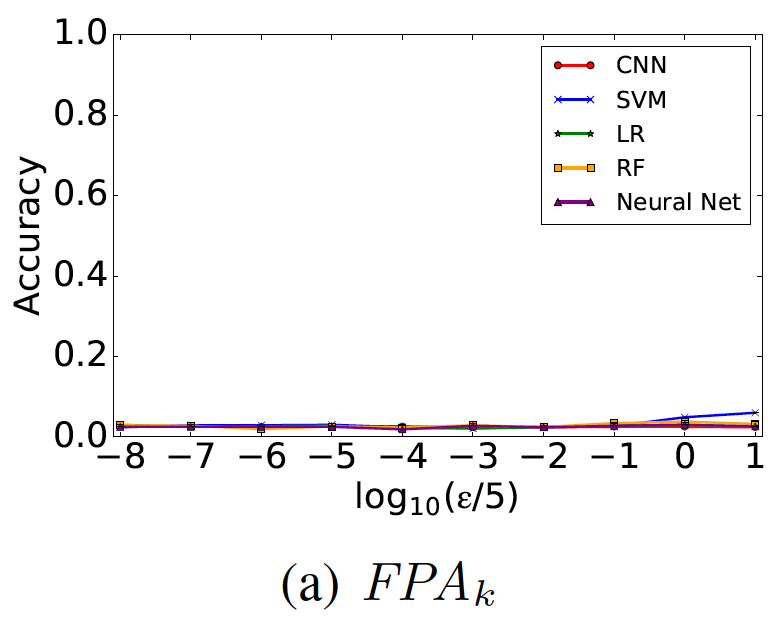 1.0
0.8
0.6
0.4
0.2
0.0
Accuracy
CNN
SVM
LR
RF
Neural Net
−8 −7 −6 −5 −4 −3 −2 −1 0 1
log₁₀(ε/5)
(a) FPAₖ